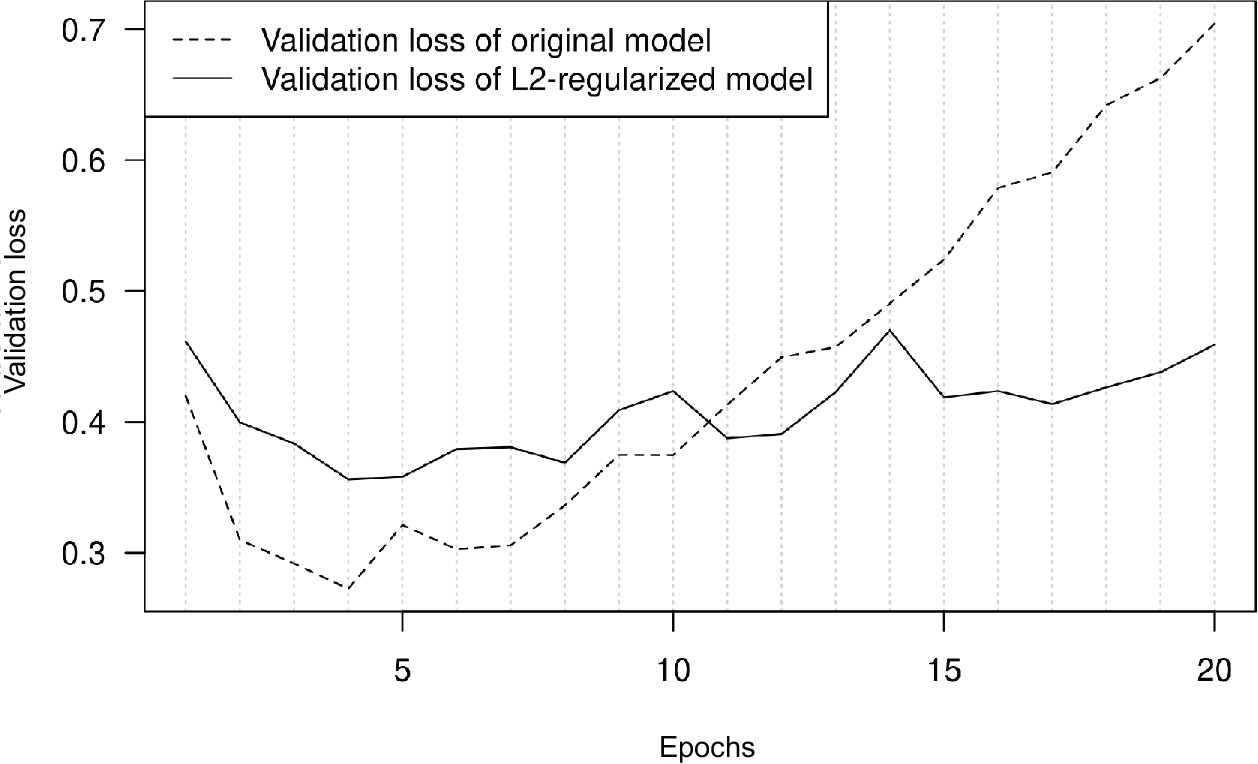 Validation loss of original model
Validation loss of L2-regularized model
0.7
0.6
0.5
0.4
0.3
Validation loss
5 10 15 20
Epochs